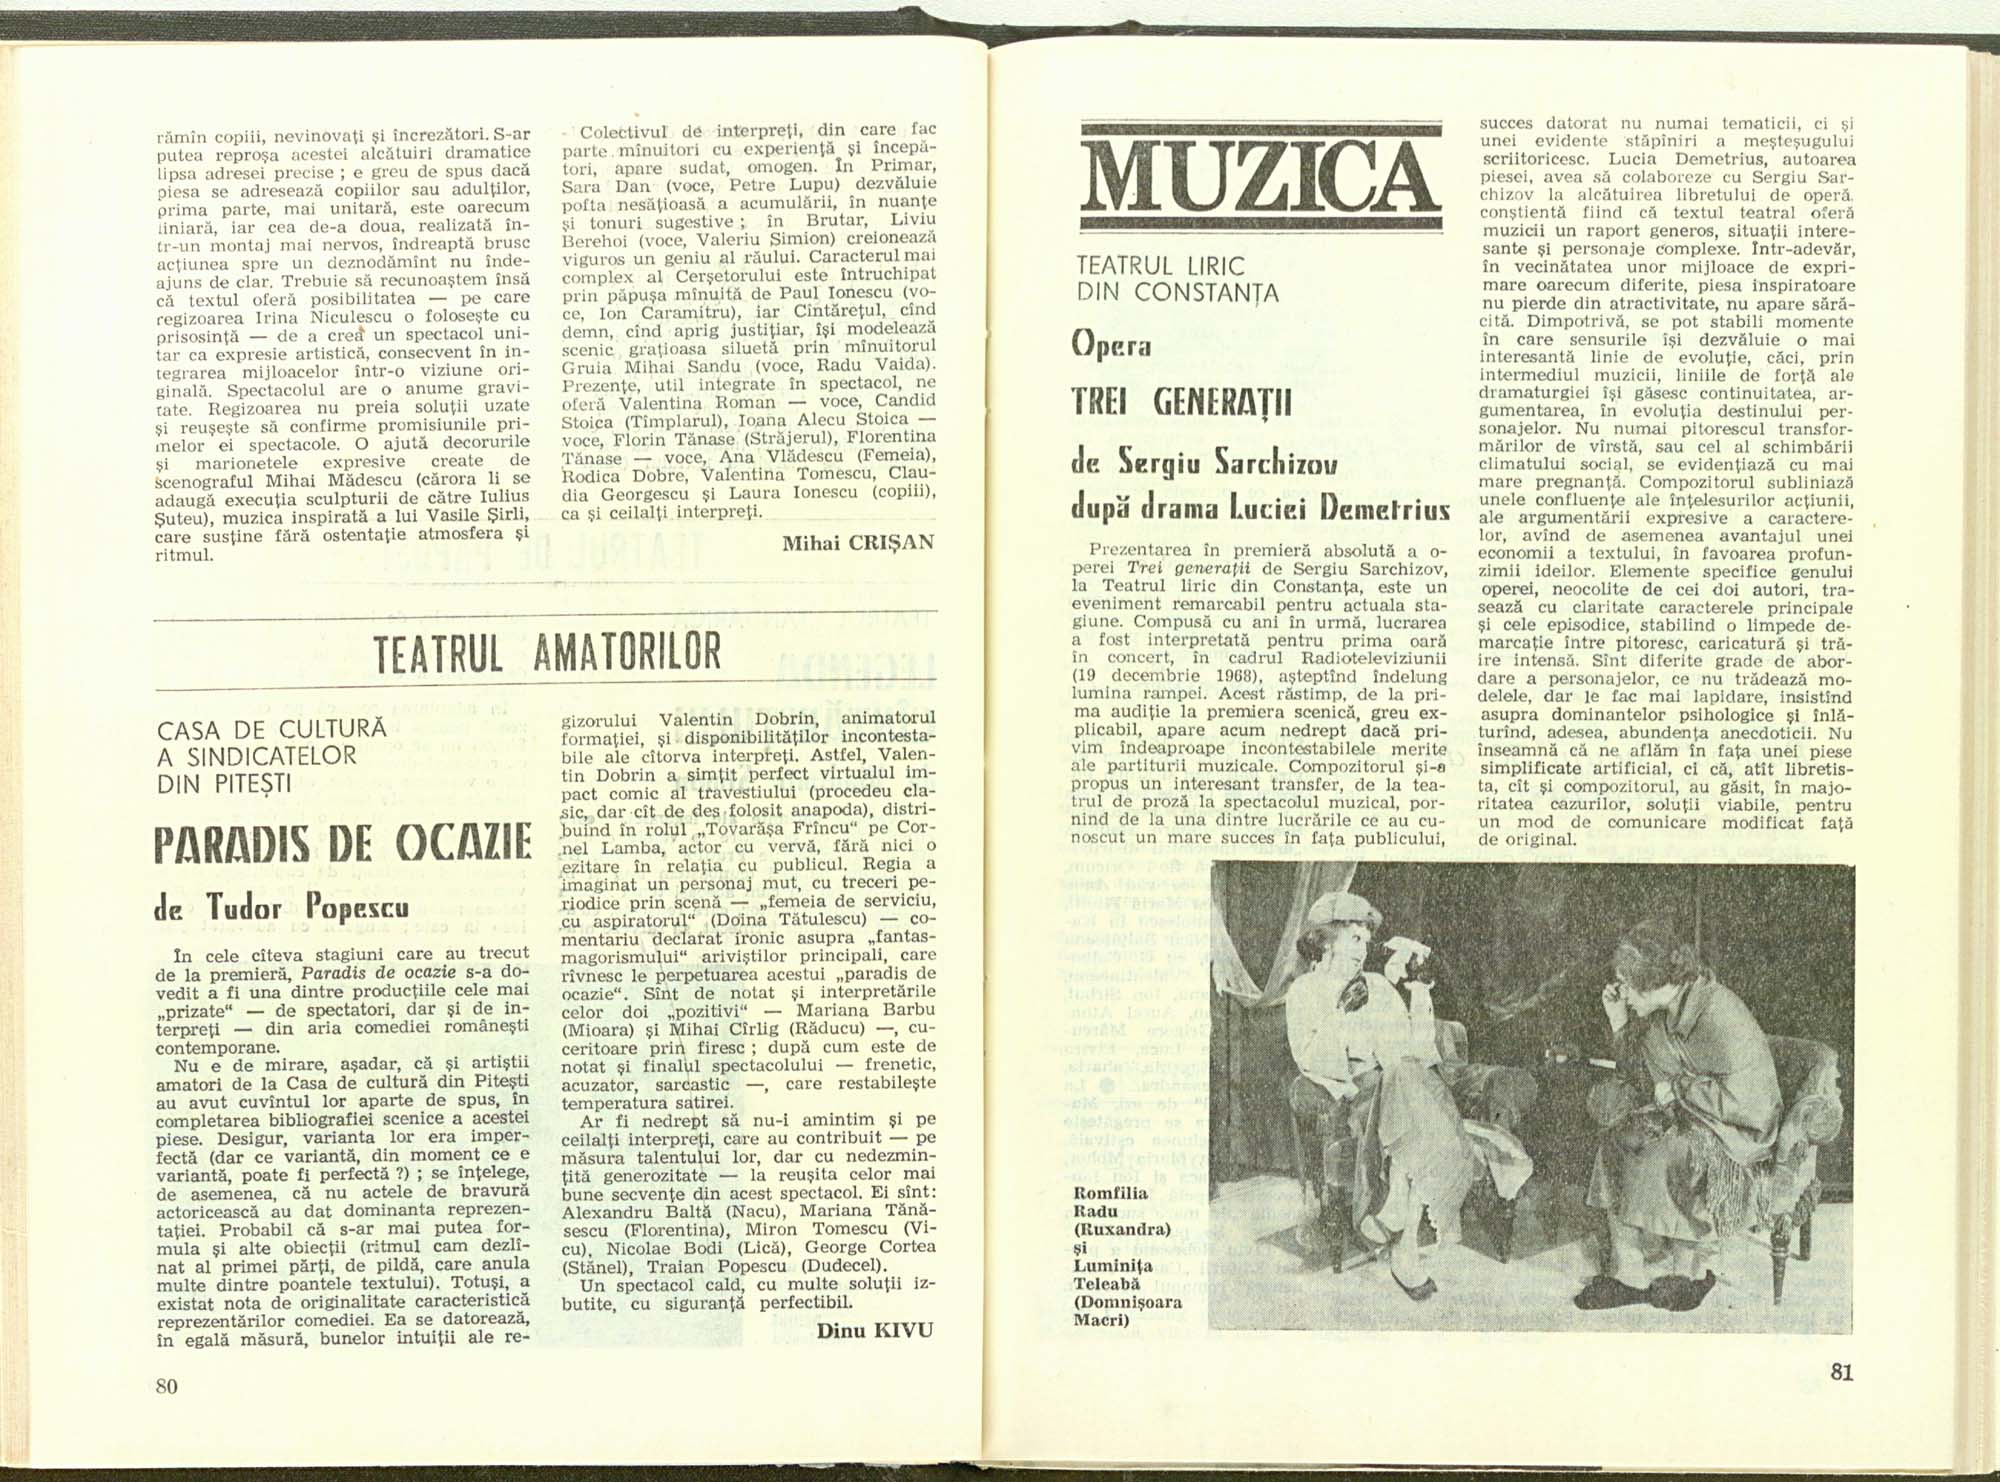 rămîn copiii, nevinovați și încrezători. S-ar
putea reproșa acestei alcătuiri dramatice
lipsa adresei precise ; e greu de spus dacă
piesa se adresează copiilor sau adulților,
prima parte, mai unitară, este oarecum
liniară, iar cea de-a doua, realizată în-
tr-un montaj mai nervos, îndreaptă brusc
acțiunea spre un deznodămînt nu înde-
ajuns de clar. Trebuie să recunoaștem însă
că textul oferă posibilitatea — pe care
regizoarea Irina Niculescu o folosește cu
prisosință — de a crea un spectacol uni-
tar ca expresie artistică, consecvent în in-
tegrarea mijloacelor într-o viziune ori-
ginală. Spectacolul are o anume gravi-
tate. Regizoarea nu preia soluții uzate
și reușește să confirme promisiunile pri-
melor ei spectacole. O ajută decorurile
și marionetele expresive create de
scenograful Mihai Mădescu (cărora li se
adaugă execuția sculpturii de către Iulius
Șuteu), muzica inspirată a lui Vasile Șirli,
care susține fără ostentație atmosfera și
ritmul.
Colectivul de interpreți, din care fac
parte mînuitori cu experiență și începă-
tori, apare sudat, omogen. În Primar,
Sara Dan (voce, Petre Lupu) dezvăluie
pofta nesățioasă a acumulării, în nuanțe
și tonuri sugestive ; în Brutar, Liviu
Berehoi (voce, Valeriu Simion) creionează
viguros un geniu al răului. Caracterul mai
complex al Cerșetorului este întruchipat
prin păpușa mînuită de Paul Ionescu (vo-
ce, Ion Caramitru), iar Cîntărețul, cînd
demn, cînd aprig justițiar, își modelează
scenic grațioasa siluetă prin mînuitorul
Gruia Mihai Sandu (voce, Radu Vaida).
Prezențe, util integrate în spectacol, ne
oferă Valentina Roman — voce, Candid
Stoica (Tîmplarul), Ioana Alecu Stoica —
voce, Florin Tănase (Străjerul), Florentina
Tănase — voce, Ana Vlădescu (Femeia),
Rodica Dobre, Valentina Tomescu, Clau-
dia Georgescu și Laura Ionescu (copiii),
ca și ceilalți interpreți.
Mihai CRIȘAN
TEATRUL AMATORILOR
CASA DE CULTURĂ
A SINDICATELOR
DIN PITEȘTI
PARADIS DE OCAZIE
de Tudor Popescu
În cele cîteva stagiuni care au trecut
de la premieră, Paradis de ocazie s-a do-
vedit a fi una dintre producțiile cele mai
„prizate“ — de spectatori, dar și de in-
terpreți — din aria comediei românești
contemporane.
Nu e de mirare, așadar, că și artiștii
amatori de la Casa de cultură din Pitești
au avut cuvîntul lor aparte de spus, în
completarea bibliografiei scenice a acestei
piese. Desigur, varianta lor era imper-
fectă (dar ce variantă, din moment ce e
variantă, poate fi perfectă ?) ; se înțelege,
de asemenea, că nu actele de bravură
actoricească au dat dominanta reprezen-
tației. Probabil că s-ar mai putea for-
mula și alte obiecții (ritmul cam dezlî-
nat al primei părți, de pildă, care anula
multe dintre poantele textului). Totuși, a
existat nota de originalitate caracteristică
reprezentărilor comediei. Ea se datorează,
în egală măsură, bunelor intuiții ale re-
gizorului Valentin Dobrin, animatorul
formației, și disponibilităților incontesta-
bile ale cîtorva interpreți. Astfel, Valen-
tin Dobrin a simțit perfect virtualul im-
pact comic al travestiului (procedeu cla-
sic, dar cît de des folosit anapoda), distri-
buind în rolul „Tovarășa Frîncu“ pe Cor-
nel Lamba, actor cu vervă, fără nici o
ezitare în relația cu publicul. Regia a
imaginat un personaj mut, cu treceri pe-
riodice prin scenă — „femeia de serviciu,
cu aspiratorul“ (Doina Tătulescu) — co-
mentariu declarat ironic asupra „fantas-
magorismului“ ariviștilor principali, care
rîvnesc le perpetuarea acestui „paradis de
ocazie“. Sînt de notat și interpretările
celor doi „pozitivi“ — Mariana Barbu
(Mioara) și Mihai Cîrlig (Răducu) —, cu-
ceritoare prin firesc ; după cum este de
notat și finalul spectacolului — frenetic,
acuzator, sarcastic —, care restabilește
temperatura satirei.
Ar fi nedrept să nu-i amintim și pe
ceilalți interpreți, care au contribuit — pe
măsura talentului lor, dar cu nedezmin-
țită generozitate — la reușita celor mai
bune secvențe din acest spectacol. Ei sînt:
Alexandru Baltă (Nacu), Mariana Tănă-
sescu (Florentina), Miron Tomescu (Vi-
cu), Nicolae Bodi (Lică), George Cortea
(Stănel), Traian Popescu (Dudecel).
Un spectacol cald, cu multe soluții iz-
butite, cu siguranță perfectibil.
Dinu KIVU
80
MUZICA
TEATRUL LIRIC
DIN CONSTANȚA
Opera
TREI GENERAȚII
de Sergiu Sarchizov
după drama Luciei Demetrius
Prezentarea în premieră absolută a o-
perei Trei generații de Sergiu Sarchizov,
la Teatrul liric din Constanța, este un
eveniment remarcabil pentru actuala sta-
giune. Compusă cu ani în urmă, lucrarea
a fost interpretată pentru prima oară
în concert, în cadrul Radioteleviziunii
(19 decembrie 1968), așteptînd îndelung
lumina rampei. Acest răstimp, de la pri-
ma audiție la premiera scenică, greu ex-
plicabil, apare acum nedrept dacă pri-
vim îndeaproape incontestabilele merite
ale partiturii muzicale. Compozitorul și-a
propus un interesant transfer, de la tea-
trul de proză la spectacolul muzical, por-
nind de la una dintre lucrările ce au cu-
noscut un mare succes în fața publicului,
succes datorat nu numai tematicii, ci și
unei evidente stăpîniri a meșteșugului
scriitoricesc. Lucia Demetrius, autoarea
piesei, avea să colaboreze cu Sergiu Sar-
chizov la alcătuirea libretului de operă,
conștientă fiind că textul teatral oferă
muzicii un raport generos, situații intere-
sante și personaje complexe. Într-adevăr,
în vecinătatea unor mijloace de expri-
mare oarecum diferite, piesa inspiratoare
nu pierde din atractivitate, nu apare sără-
cită. Dimpotrivă, se pot stabili momente
în care sensurile își dezvăluie o mai
interesantă linie de evoluție, căci, prin
intermediul muzicii, liniile de forță ale
dramaturgiei își găsesc continuitatea, ar-
gumentarea, în evoluția destinului per-
sonajelor. Nu numai pitorescul transfor-
mărilor de vîrstă, sau cel al schimbării
climatului social, se evidențiază cu mai
mare pregnanță. Compozitorul subliniază
unele confluențe ale înțelesurilor acțiunii,
ale argumentării expresive a caractere-
lor, avînd de asemenea avantajul unei
economii a textului, în favoarea profun-
zimii ideilor. Elemente specifice genului
operei, neocolite de cei doi autori, tra-
sează cu claritate caracterele principale
și cele episodice, stabilind o limpede de-
marcație între pitoresc, caricatură și tră-
ire intensă. Sînt diferite grade de abor-
dare a personajelor, ce nu trădează mo-
delele, dar le fac mai lapidare, insistînd
asupra dominantelor psihologice și înlă-
turînd, adesea, abundența anecdoticii. Nu
înseamnă că ne aflăm în fața unei piese
simplificate artificial, ci că, atît libretis-
ta, cît și compozitorul, au găsit, în majo-
ritatea cazurilor, soluții viabile, pentru
un mod de comunicare modificat față
de original.
Romfilia
Radu
(Ruxandra)
și
Luminița
Teleabă
(Domnișoara
Macri)
81